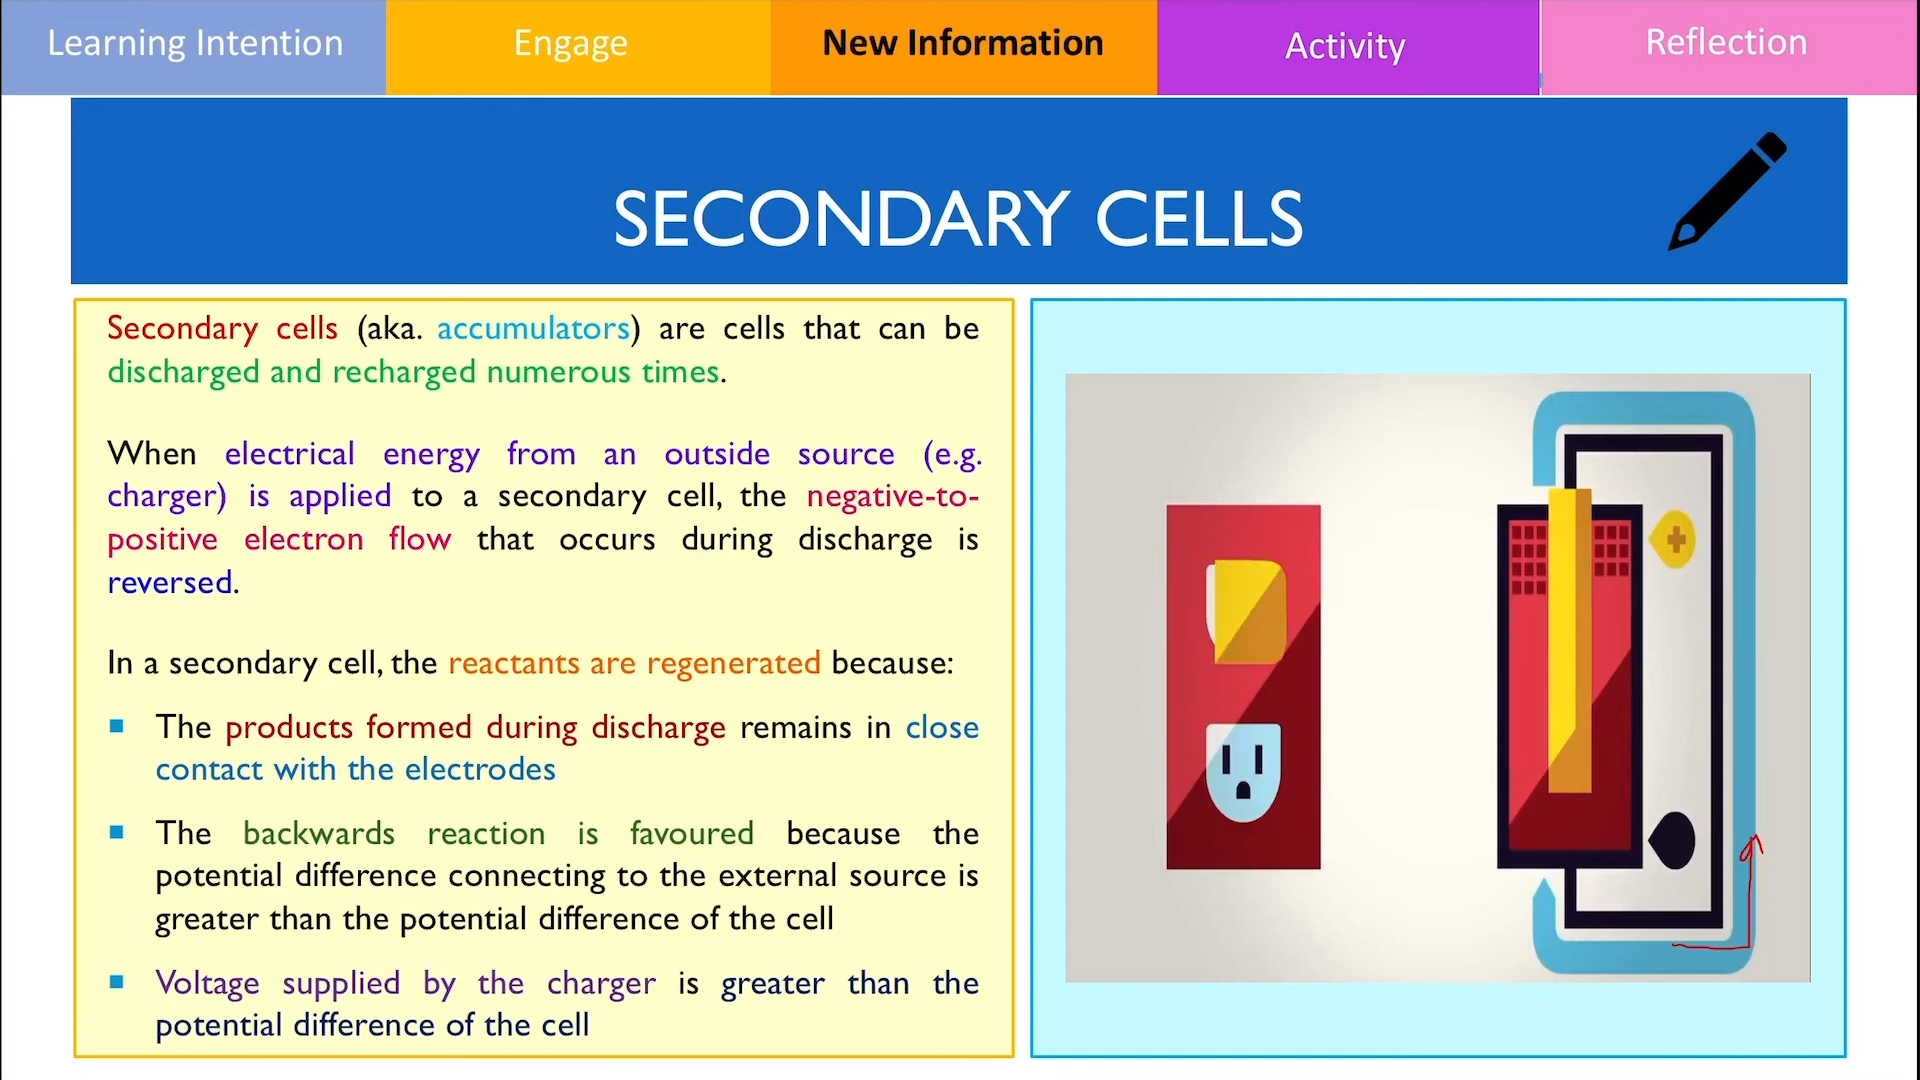 Learning Intention
Engage
New Information
Activity
Reflection
SECONDARY CELLS
Secondary cells (aka. accumulators) are cells that can be
discharged and recharged numerous times.
When electrical energy from an outside source (e.g.
charger) is applied to a secondary cell, the negative-to-
positive electron flow that occurs during discharge is
reversed.
In a secondary cell, the reactants are regenerated because:
▪ The products formed during discharge remains in close
contact with the electrodes
▪ The backwards reaction is favoured because the
potential difference connecting to the external source is
greater than the potential difference of the cell
▪ Voltage supplied by the charger is greater than the
potential difference of the cell
+